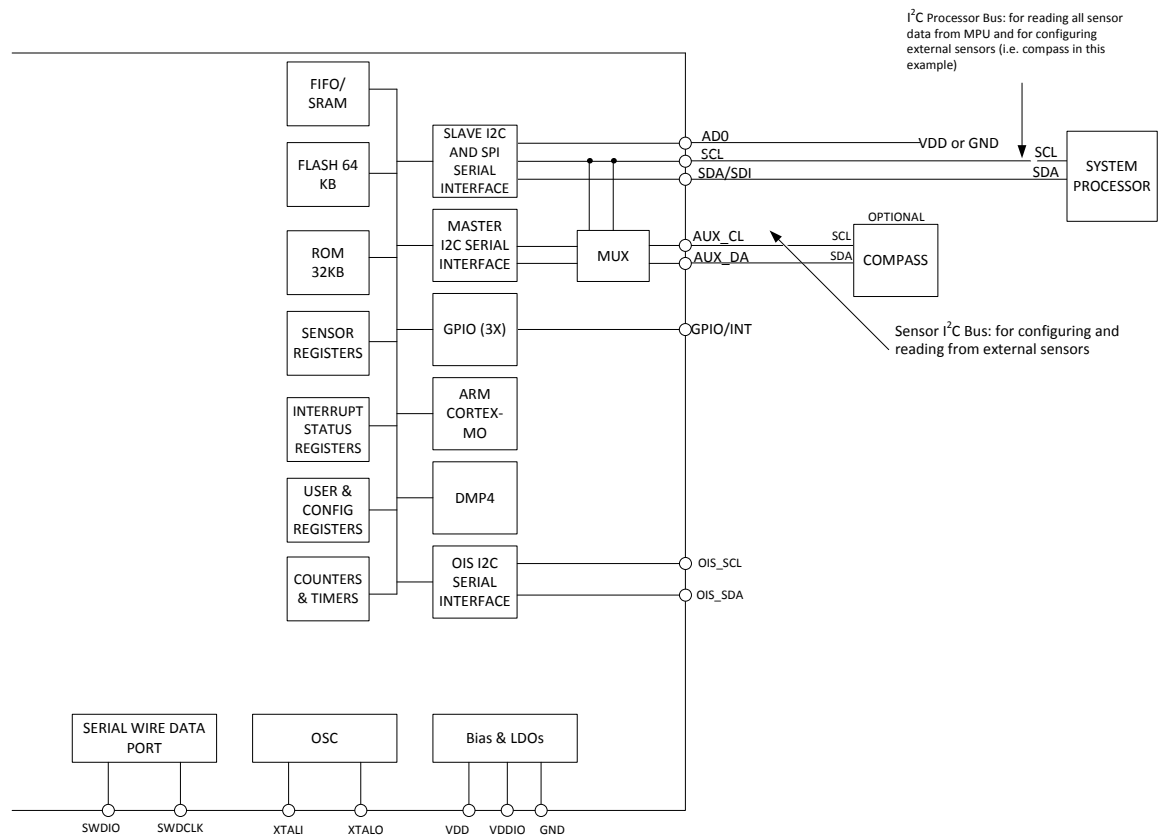 I2C Processor Bus: for reading all sensor
data from MPU and for configuring
external sensors (i.e. compass in this
example)
FIFO/
SRAM
FLASH 64
KB
ROM
32KB
SENSOR
REGISTERS
INTERRUPT
STATUS
REGISTERS
USER &
CONFIG
REGISTERS
COUNTERS
& TIMERS
SLAVE I2C
AND SPI
SERIAL
INTERFACE
MASTER
I2C SERIAL
INTERFACE
GPIO (3X)
ARM
CORTEX-
MO
DMP4
OIS I2C
SERIAL
INTERFACE
MUX
AD0
SCL
SDA/SDI
VDD or GND
SCL
SDA
SYSTEM
PROCESSOR
AUX_CL
AUX_DA
OPTIONAL
SCL
SDA
COMPASS
GPIO/INT
Sensor I2C Bus: for configuring and
reading from external sensors
OIS_SCL
OIS_SDA
SERIAL WIRE DATA
PORT
OSC
Bias & LDOs
SWDIO
SWDCLK
XTALI
XTALO
VDD
VDDIO
GND